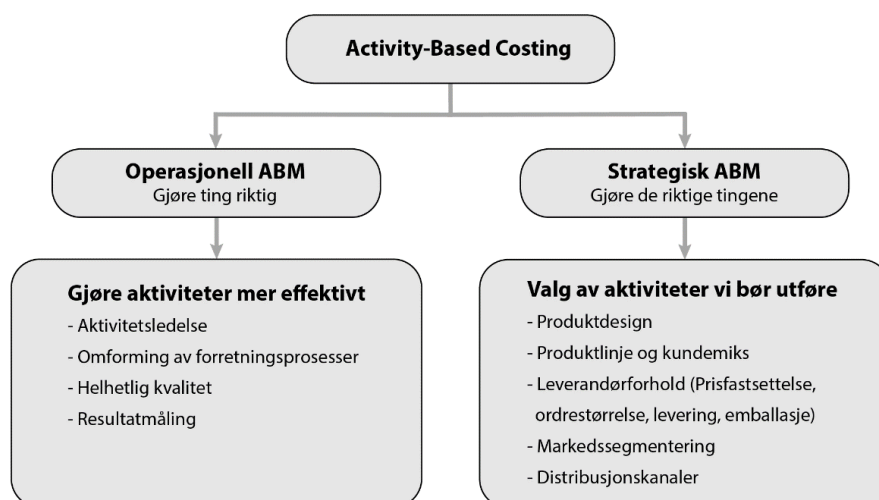 Activity-Based Costing
Operasjonell ABM
Gjøre ting riktig
Strategisk ABM
Gjøre de riktige tingene
Gjøre aktiviteter mer effektivt
- Aktivitetsledelse
- Omforming av forretningsprosesser
- Helhetlig kvalitet
- Resultatmåling
Valg av aktiviteter vi bør utføre
- Produktdesign
- Produktlinje og kundemiks
- Leverandørforhold (Prisfastsettelse,
ordrestørrelse, levering, emballasje)
- Markedssegmentering
- Distribusjonskanaler